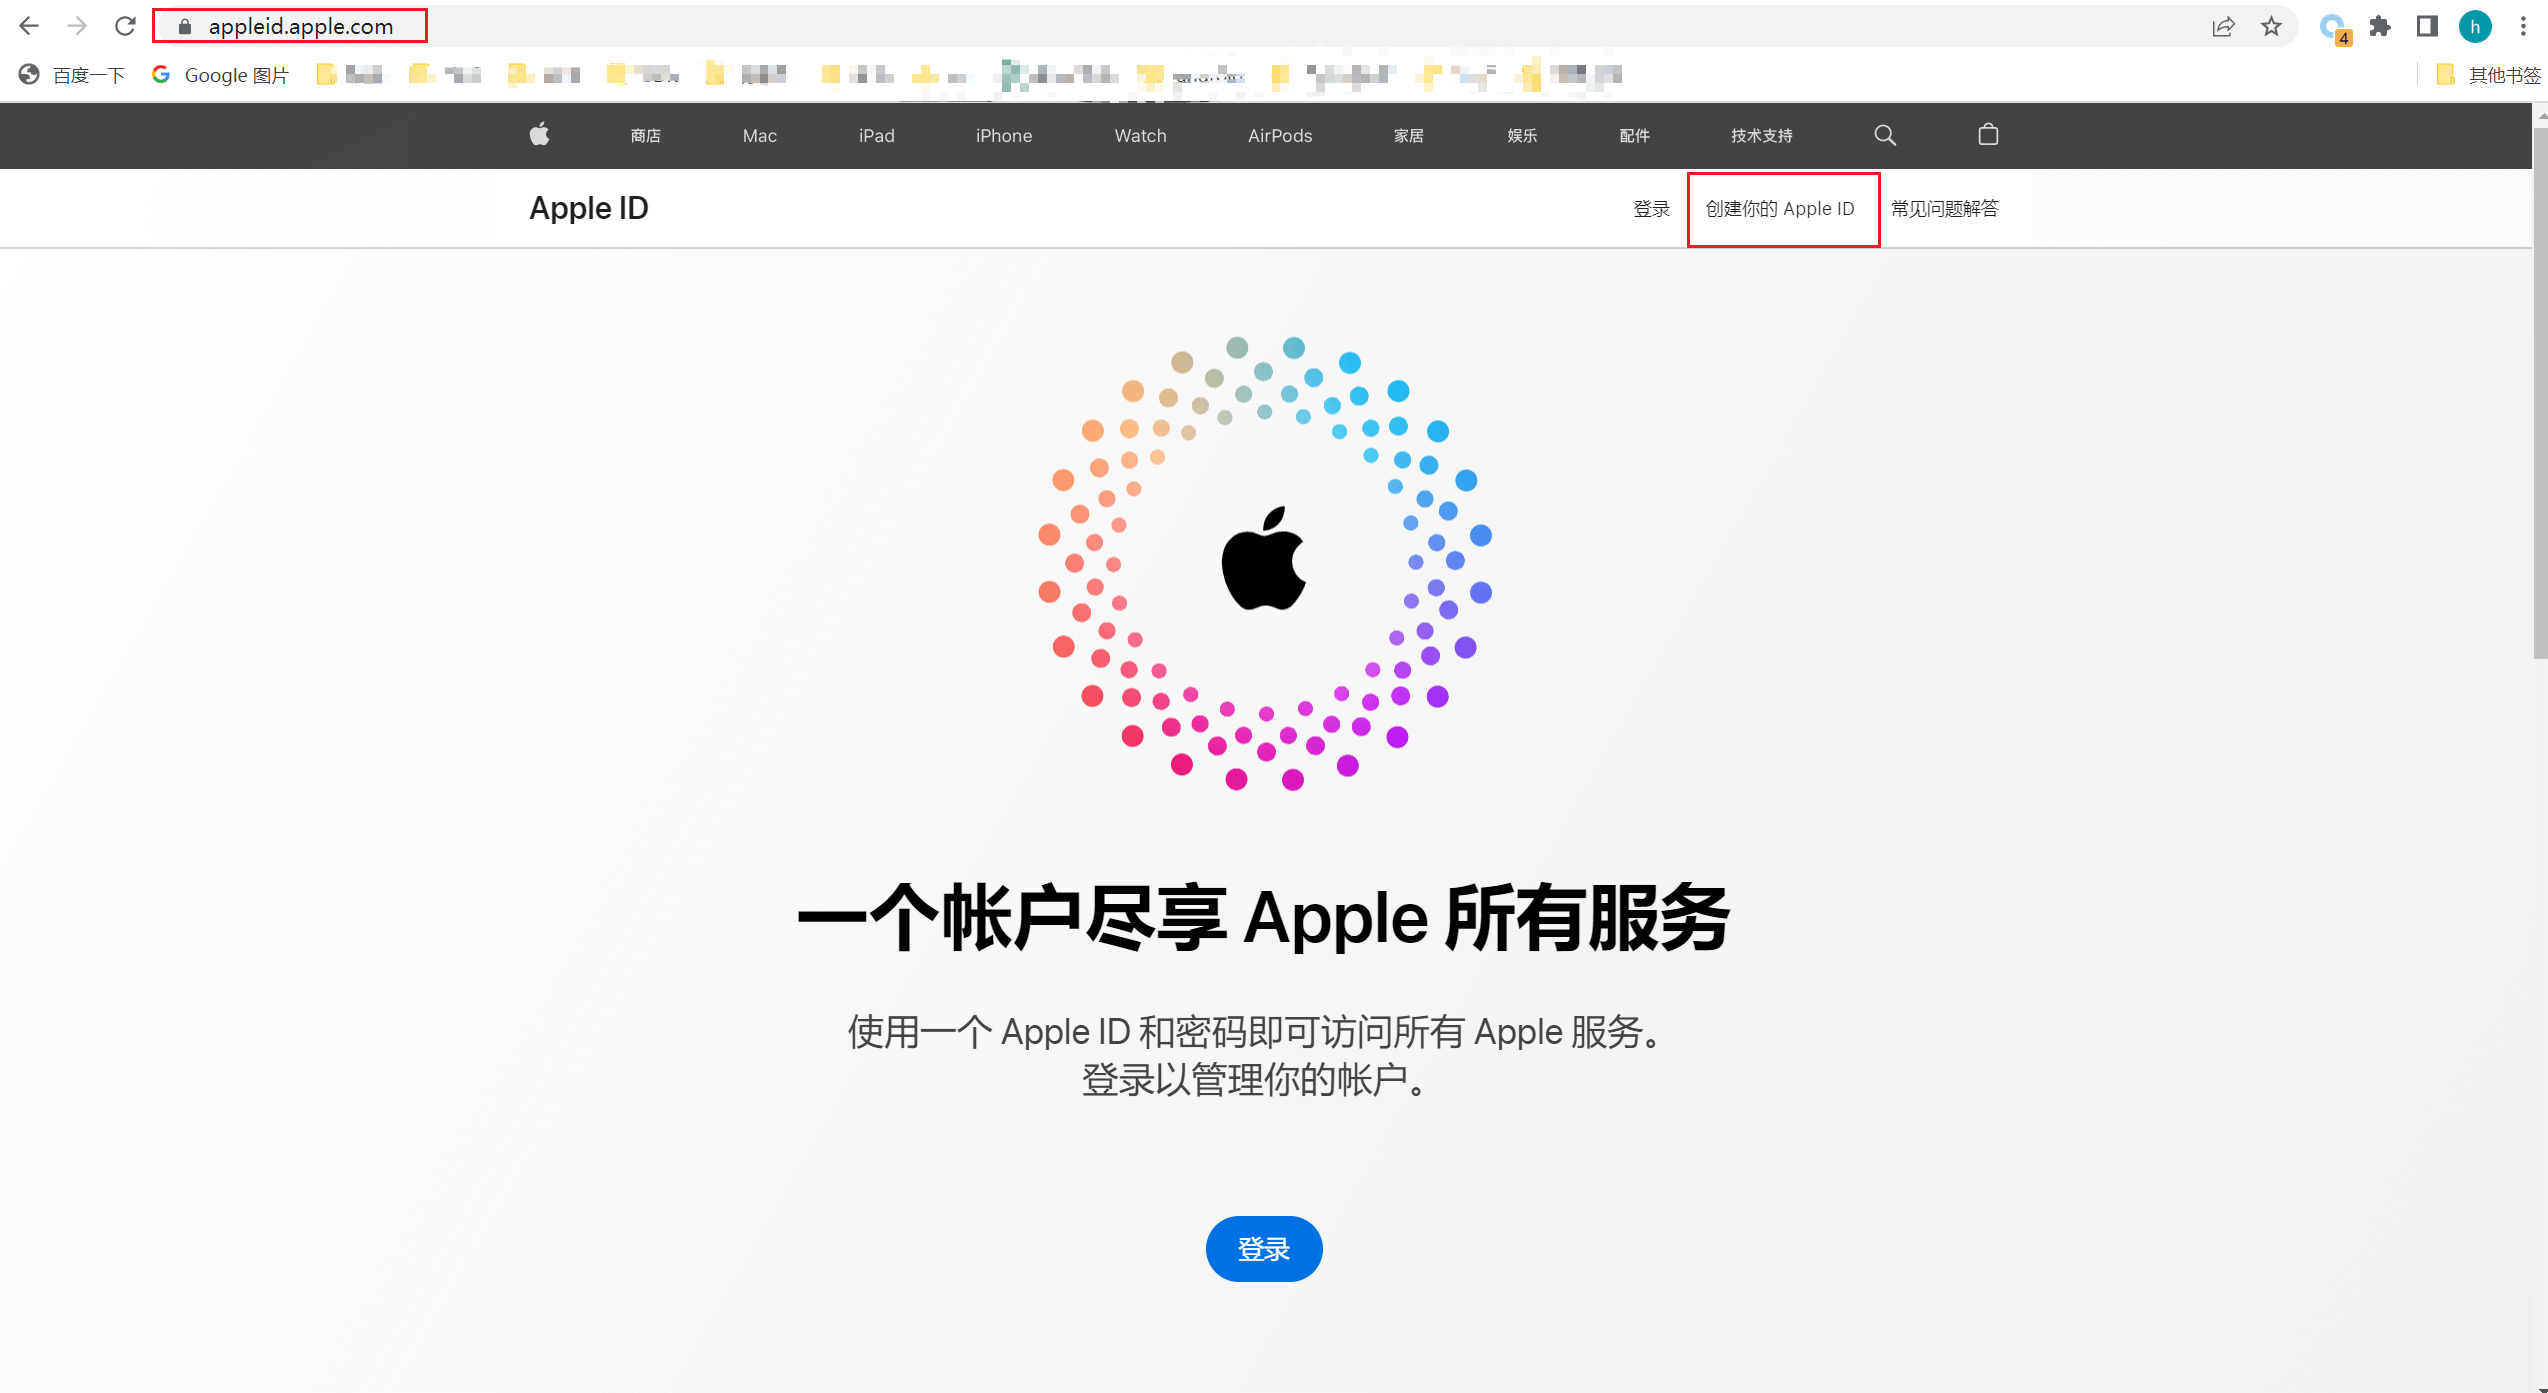 appleid.apple.com
4
h
百度一下
Google 图片
其他书签
商店 Mac iPad iPhone Watch AirPods 家居 娱乐 配件 技术支持
Apple ID
登录 创建你的 Apple ID 常见问题解答
一个帐户尽享 Apple 所有服务
使用一个 Apple ID 和密码即可访问所有 Apple 服务。
登录以管理你的帐户。
登录